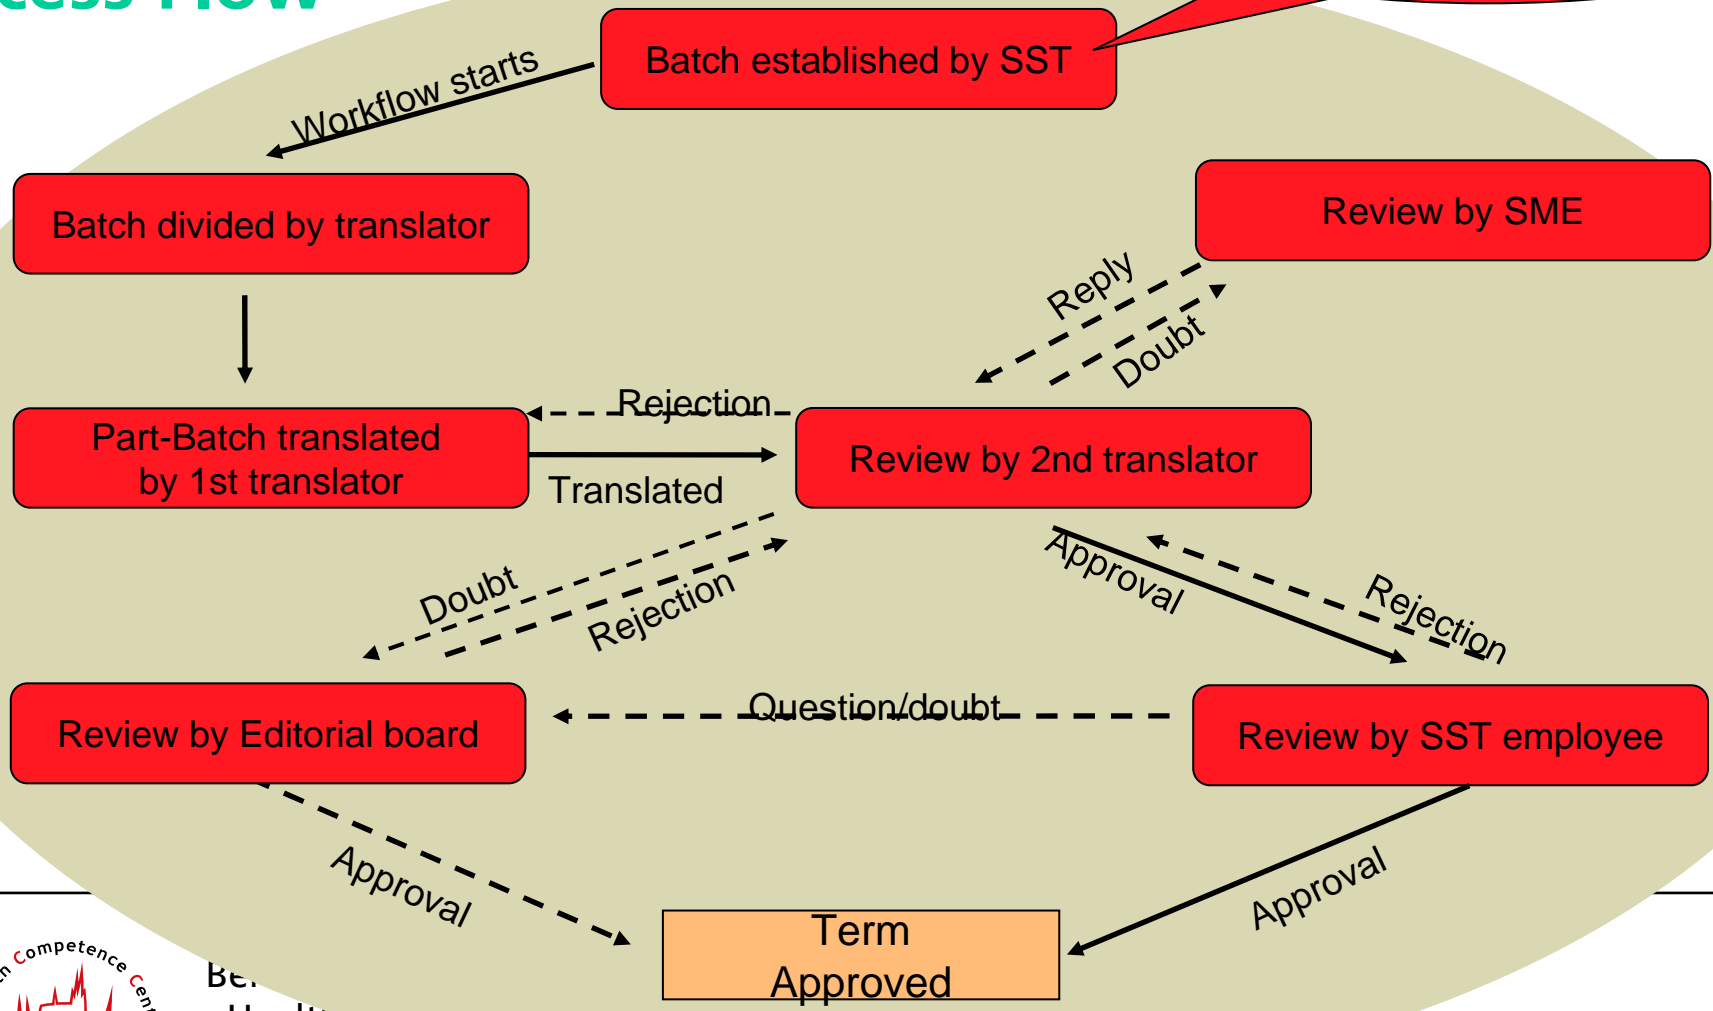 Batch established by SST
Workflow starts
Batch divided by translator
Review by SME
Reply
Doubt
Rejection
Part-Batch translated
by 1st translator
Review by 2nd translator
Translated
Doubt
Rejection
Approval
Rejection
Question/doubt
Review by Editorial board
Review by SST employee
Approval
Approval
Term
Approved
Competence